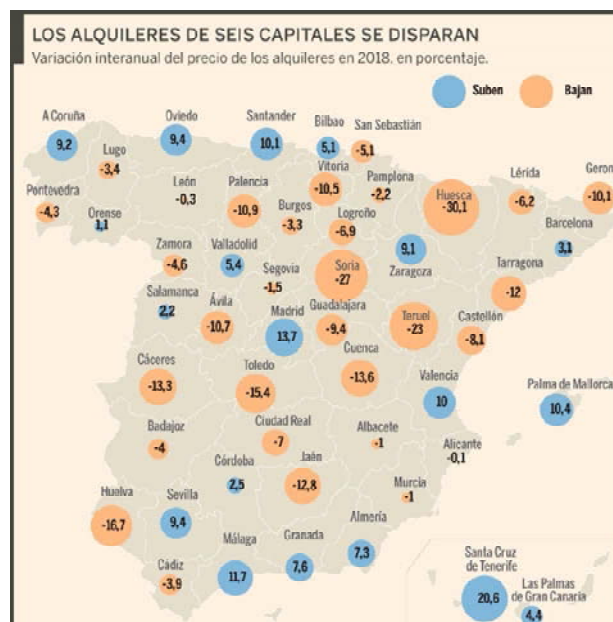 LOS ALQUILERES DE SEIS CAPITALES SE DISPARAN
Variación interanual del precio de los alquileres en 2018, en porcentaje.
Suben
Bajan
A Coruña
9,2
Oviedo
9,4
Santander
10,1
Bilbao
5,1
San Sebastián
-5,1
Lugo
-3,4
León
-0,3
Palencia
-10,9
Vitoria
-10,5
Pamplona
-2,2
Huesca
-30,1
Lérida
-6,2
Geron
-10,1
Pontevedra
-4,3
Orense
1,1
Burgos
-3,3
Logroño
-6,9
Barcelona
3,1
Zamora
-4,6
Valladolid
5,4
Segovia
-1,5
Soria
-27
9,1
Zaragoza
Tarragona
-12
Salamanca
2,2
Ávila
-10,7
Madrid
13,7
Guadalajara
-9,4
Teruel
-23
Castellón
-8,1
Cáceres
-13,3
Toledo
-15,4
Cuenca
-13,6
Valencia
10
Palma de Mallorca
10,4
Badajoz
-4
Ciudad Real
-7
Albacete
-1
Alicante
-0,1
Córdoba
2,5
Jaén
-12,8
Murcia
-1
Huelva
-16,7
Sevilla
9,4
Málaga
11,7
Granada
7,6
Almería
7,3
Cádiz
-3,9
Santa Cruz
de Tenerife
20,6
Las Palmas
de Gran Canaria
4,4